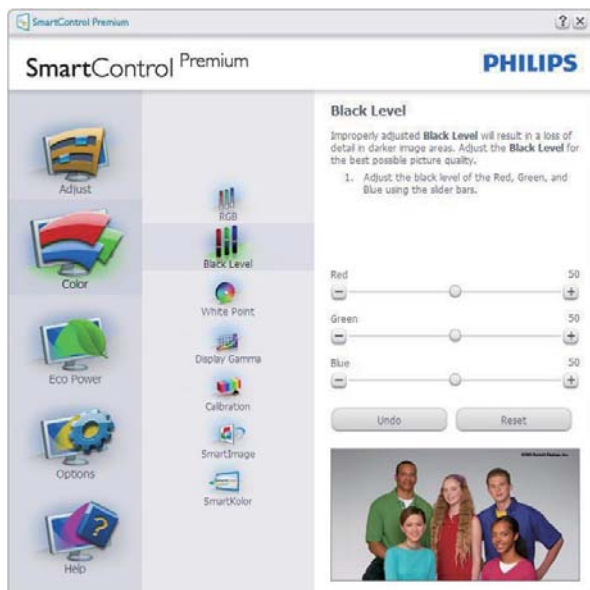 SmartControl Premium
SmartControl Premium
PHILIPS
Adjust
Color
Eco Power
Options
Help
RGB
Black Level
White Point
Display Gamma
Calibration
SmartImage
SmartKolor
Black Level
Improperly adjusted Black Level will result in a loss of
detail in darker image areas. Adjust the Black Level for
the best possible picture quality.
1. Adjust the black level of the Red, Green, and
Blue using the slider bars.
Red 50
Green 50
Blue 50
Undo Reset